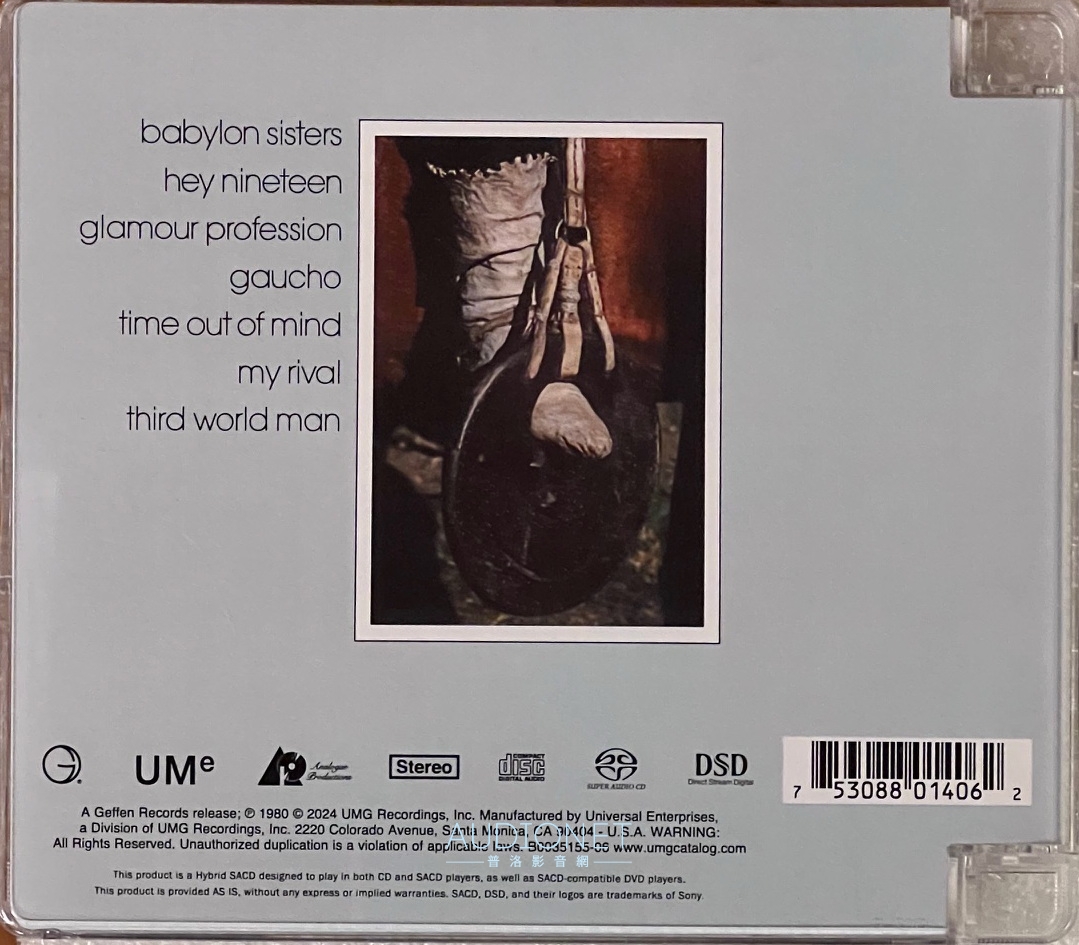 babylon sisters
hey nineteen
glamour profession
gaucho
time out of mind
my rival
third world man
G.
UMe
AP Analogue Productions
Stereo
COMPACT disc DIGITAL AUDIO
SUPER AUDIO CD
DSD Direct Stream Digital
7 53088 01406 2
A Geffen Records release; ℗ 1980 © 2024 UMG Recordings, Inc. Manufactured by Universal Enterprises,
a Division of UMG Recordings, Inc. 2220 Colorado Avenue, Santa Monica, CA 90404 - U.S.A. WARNING:
All Rights Reserved. Unauthorized duplication is a violation of applicable laws. B0035155-06 www.umgcatalog.com
AUDIONET
普洛影音網
This product is a Hybrid SACD designed to play in both CD and SACD players, as well as SACD-compatible DVD players.
This product is provided AS IS, without any express or implied warranties. SACD, DSD, and their logos are trademarks of Sony.